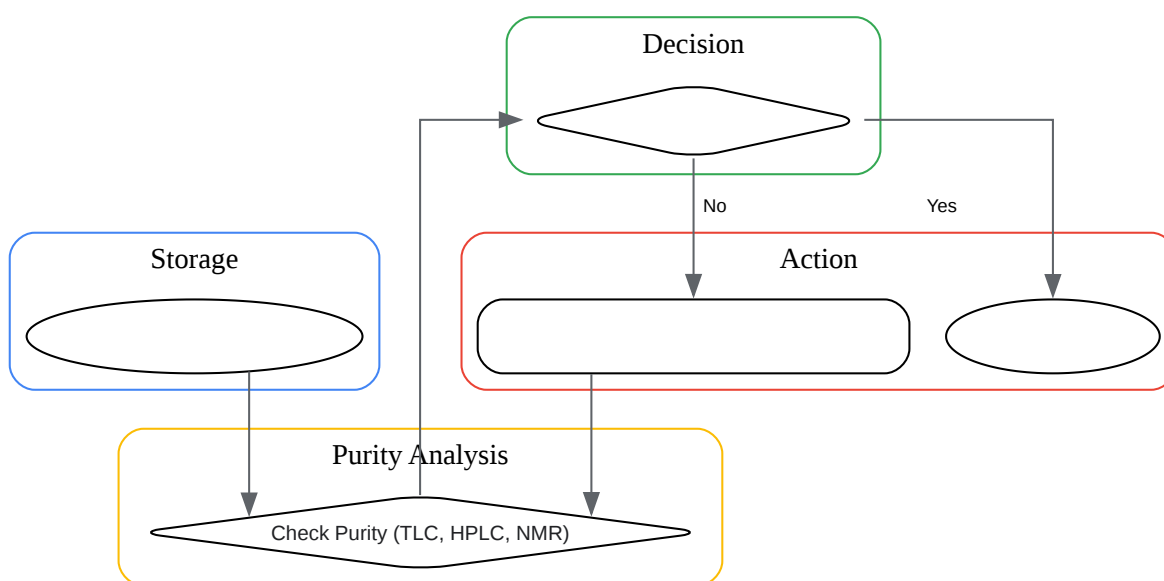 Decision
No
Yes
Storage
Action
Purity Analysis
Check Purity (TLC, HPLC, NMR)